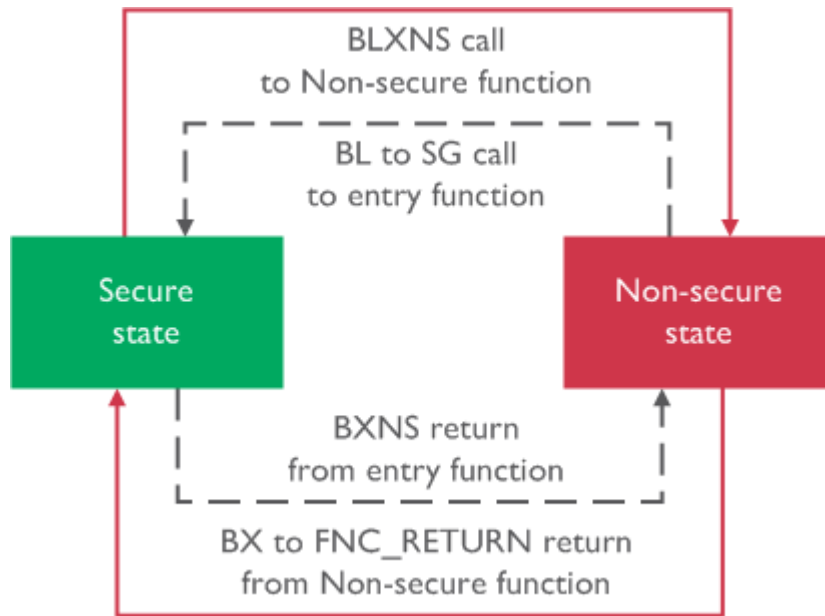 BLXNS call
to Non-secure function
BL to SG call
to entry function
Secure
state
Non-secure
state
BXNS return
from entry function
BX to FNC_RETURN return
from Non-secure function